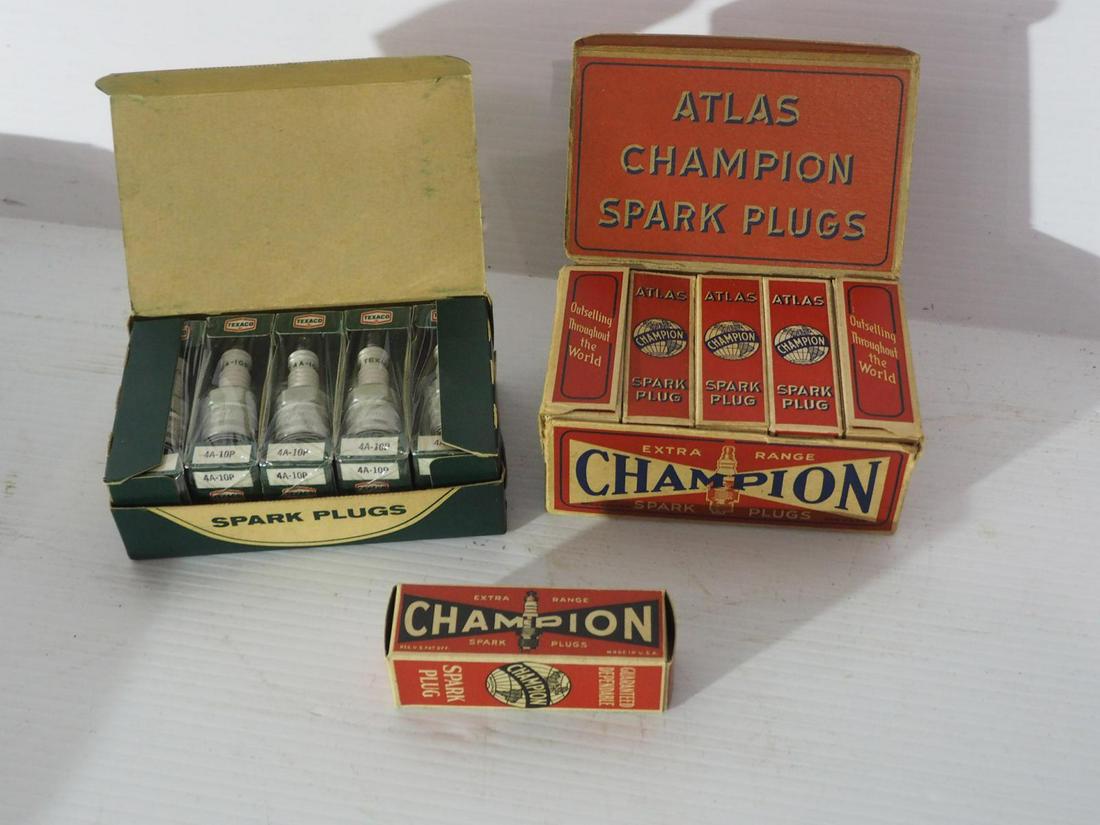 TEXACO
TEXACO
TEXACO
4A-10P
4A-10P
4A-10P
4A-10P
4A-10P
4A-10P
SPARK PLUGS
ATLAS
CHAMPION
SPARK PLUGS
Outselling
Throughout
the
World
ATLAS
CHAMPION
SPARK
PLUG
ATLAS
CHAMPION
SPARK
PLUG
ATLAS
CHAMPION
SPARK
PLUG
Outselling
Throughout
the
World
EXTRA RANGE
CHAMPION
SPARK PLUGS
EXTRA RANGE
CHAMPION
SPARK PLUGS
REG. U.S. PAT. OFF. MADE IN U.S.A.
SPARK
PLUG
CHAMPION
GUARANTEED
DEPENDABLE